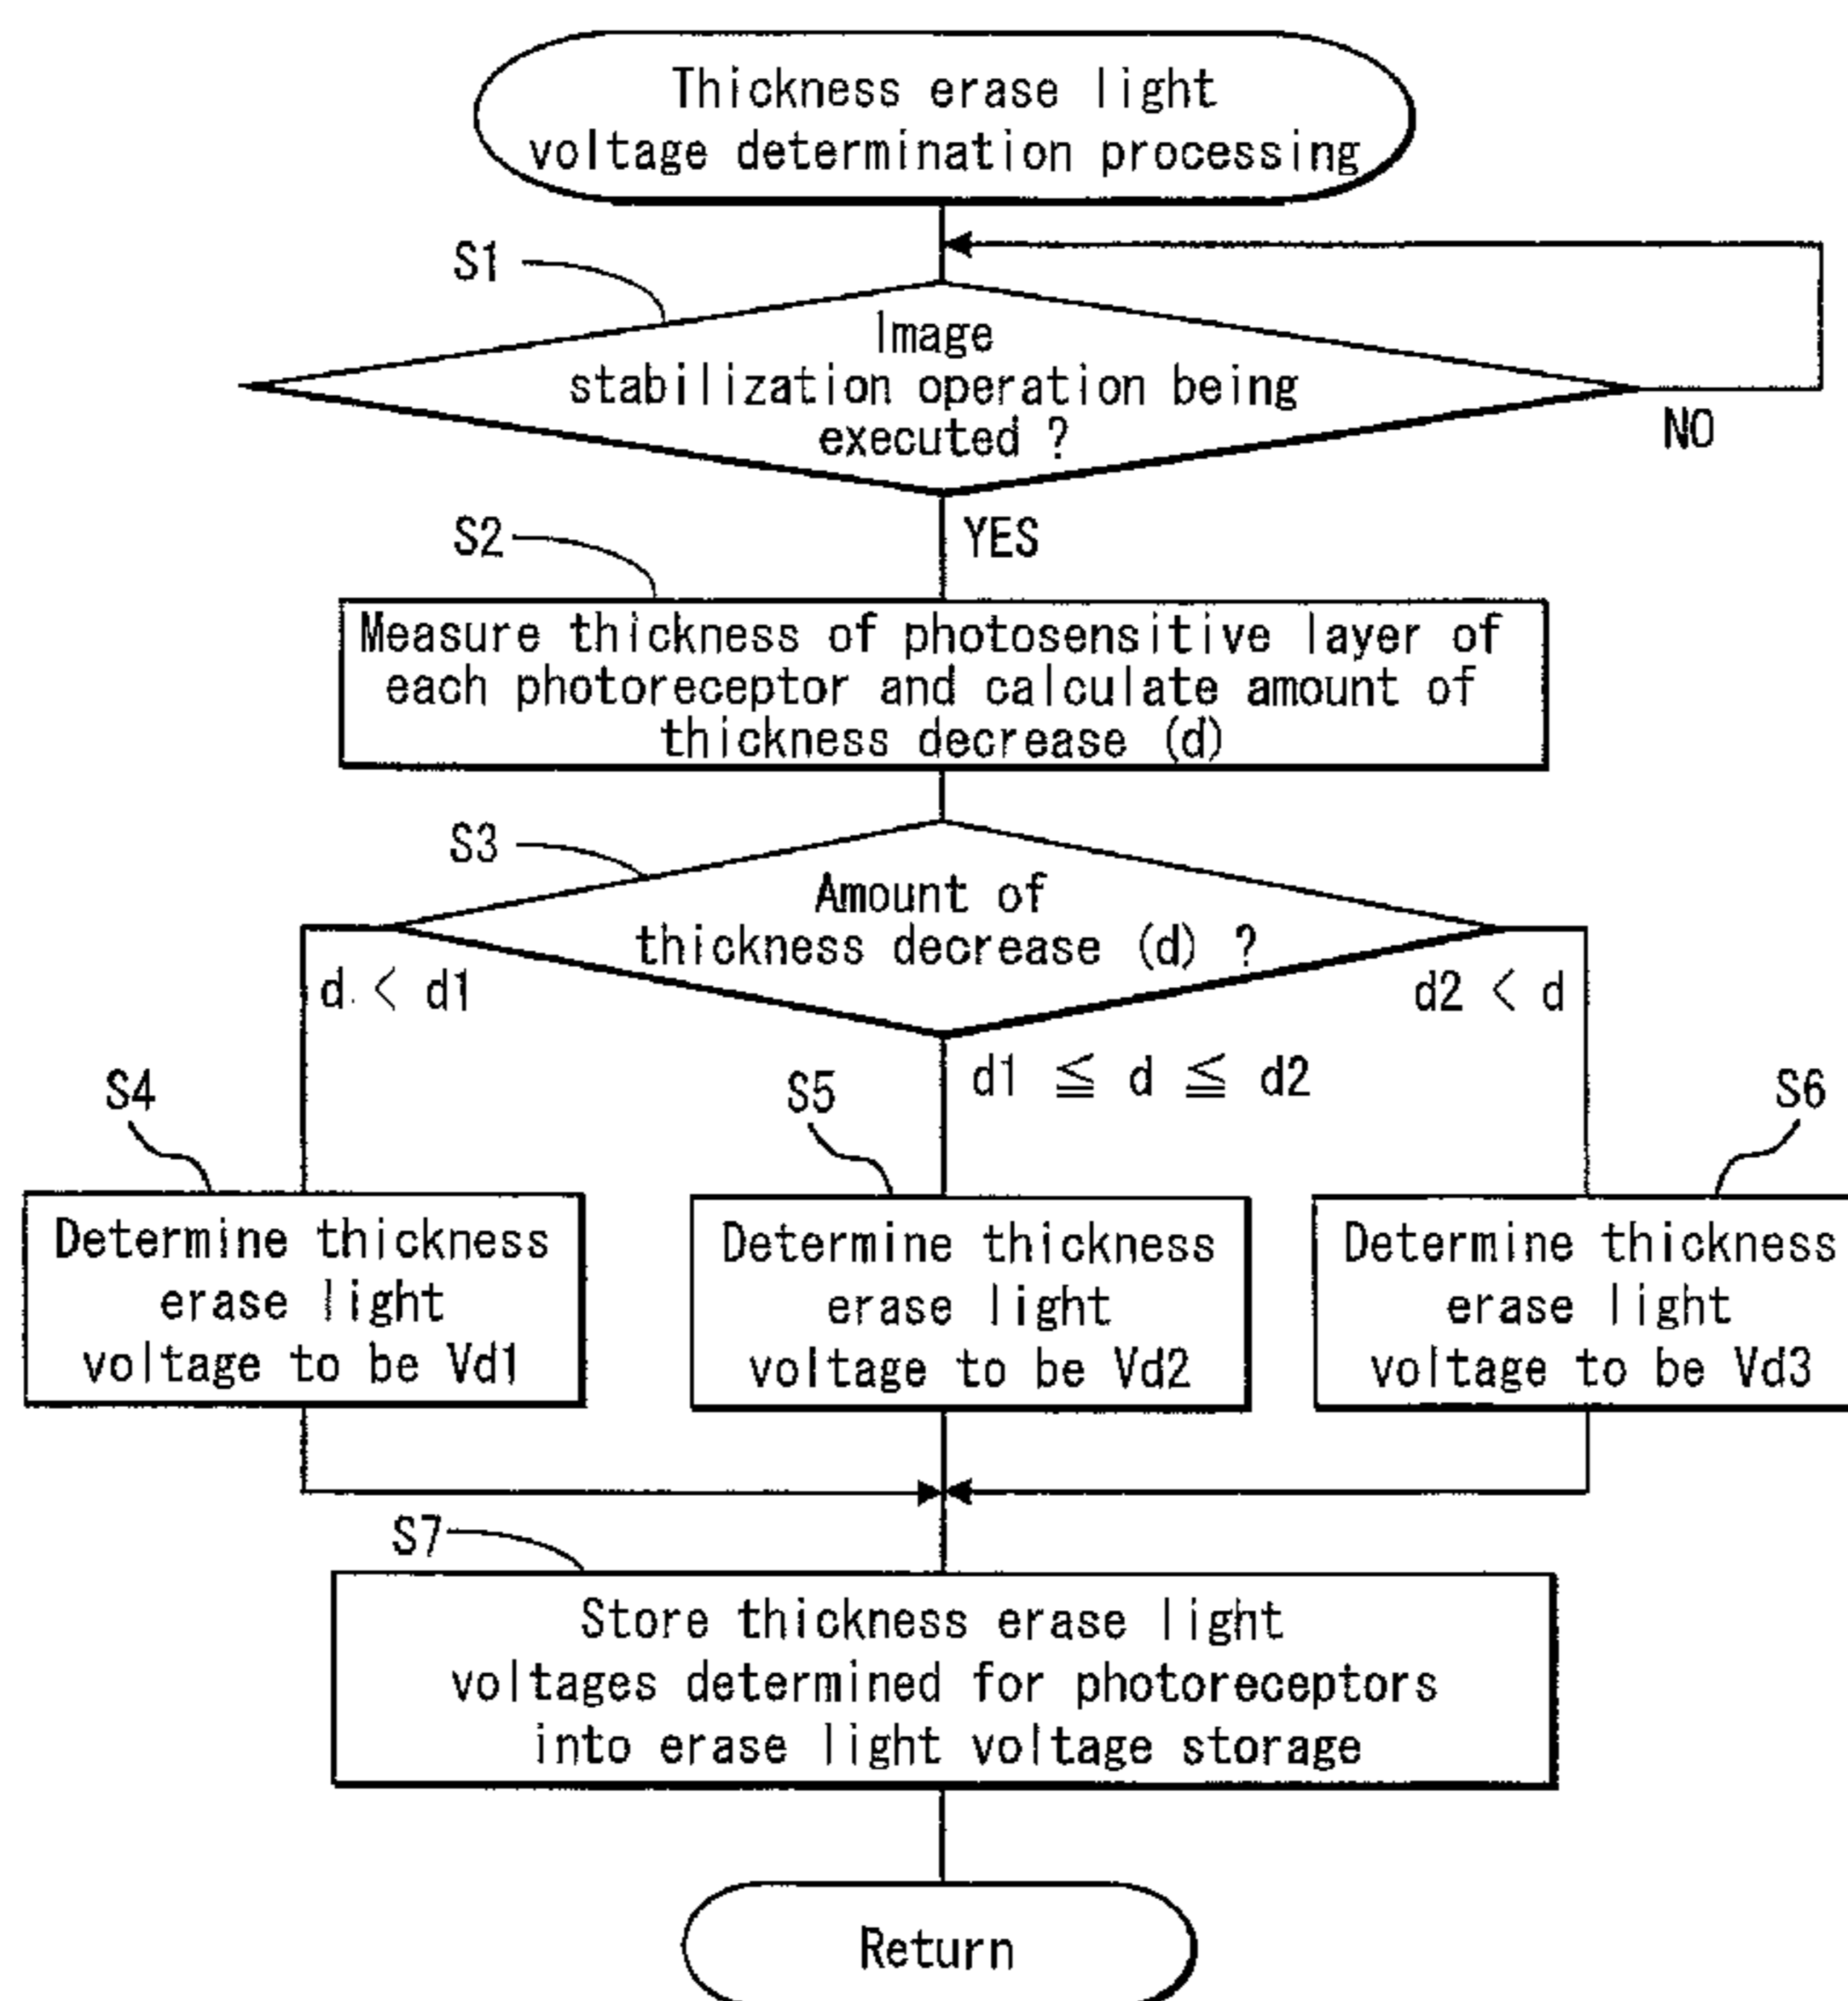 Thickness erase light
voltage determination processing
S1
Image
stabilization operation being
executed ?
NO
YES
S2
Measure thickness of photosensitive layer of
each photoreceptor and calculate amount of
thickness decrease (d)
S3
Amount of
thickness decrease (d) ?
d < d1
d1 ≦ d ≦ d2
d2 < d
S4
Determine thickness
erase light
voltage to be Vd1
S5
Determine thickness
erase light
voltage to be Vd2
S6
Determine thickness
erase light
voltage to be Vd3
S7
Store thickness erase light
voltages determined for photoreceptors
into erase light voltage storage
Return